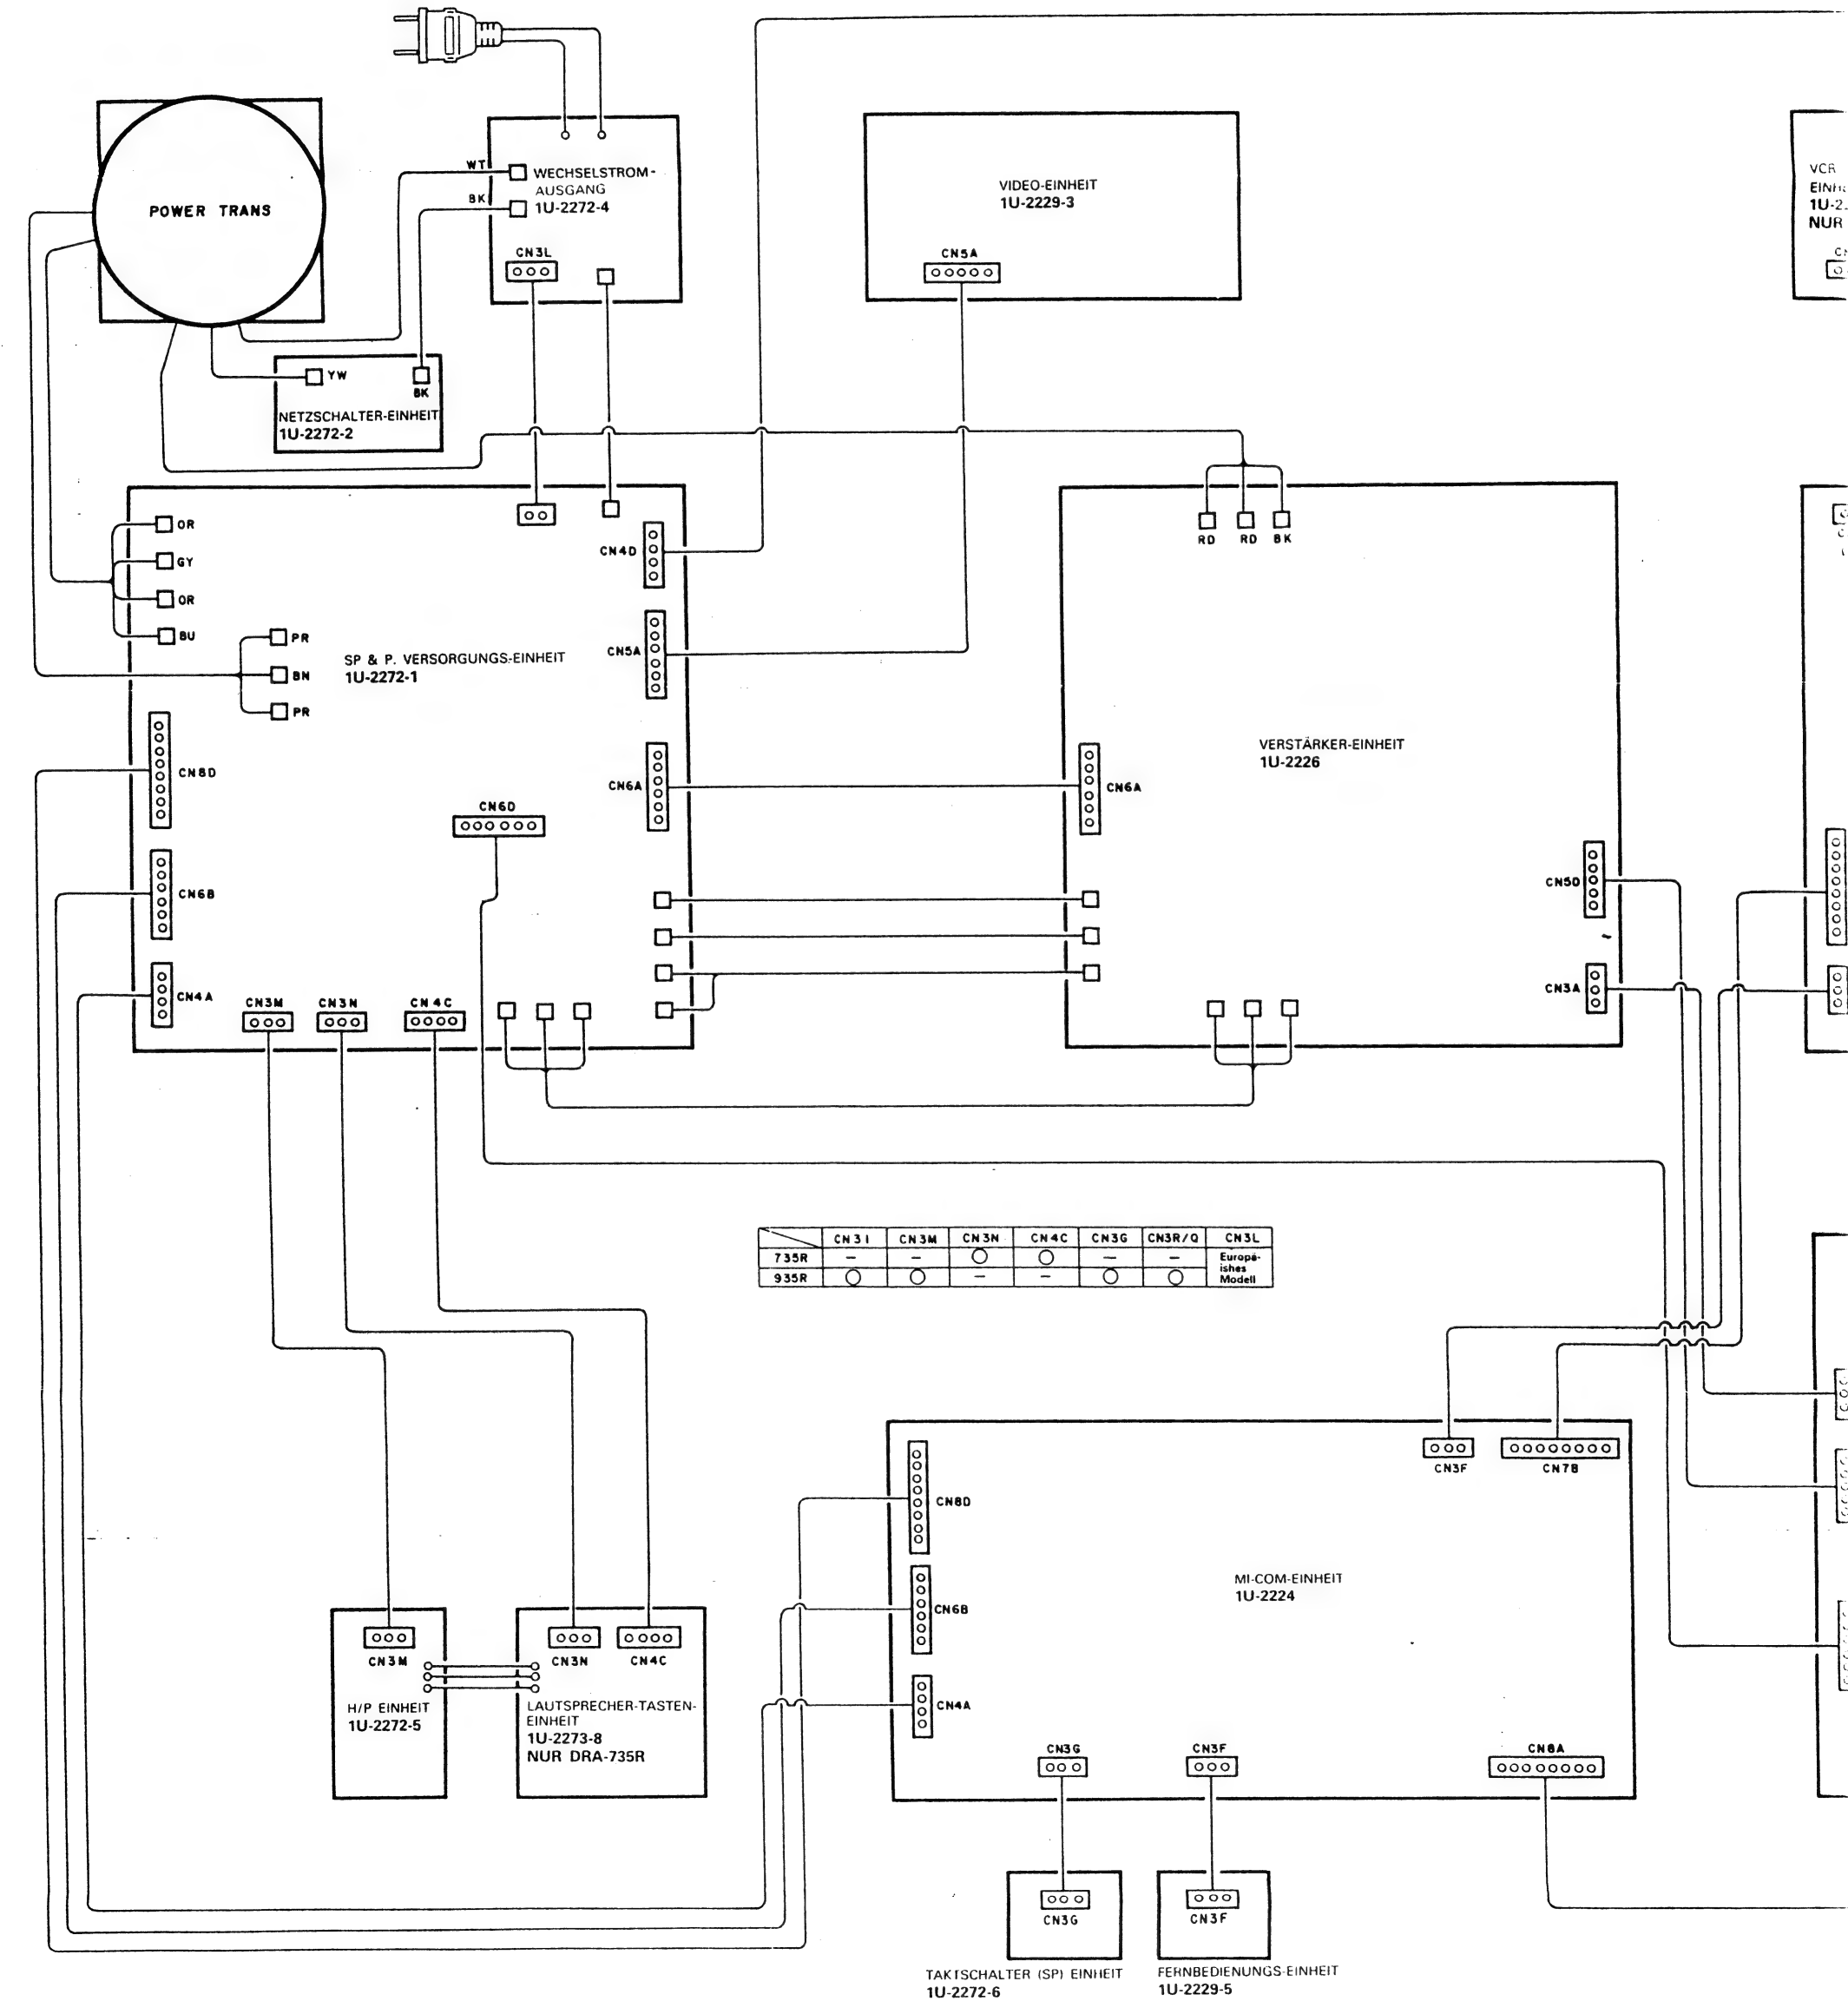 POWER TRANS
WT
BK
WECHSELSTROM-
AUSGANG
1U-2272-4
CN3L
VIDEO-EINHEIT
1U-2229-3
CN5A
VCR
NUR
YW
BK
NETZSCHALTER-EINHEIT
1U-2272-2
OR
GY
OR
BU
PR
BN
PR
SP & P. VERSORGUNGS-EINHEIT
1U-2272-1
CN4D
CN5A
CN6A
CN6D
CN8D
CN6B
CN4A
CN3M
CN3N
CN4C
RD
RD
BK
VERSTÄRKER-EINHEIT
1U-2226
CN6A
CN5D
CN3A
CN3I CN3M CN3N CN4C CN3G CN3R/Q CN3L
735R – – ○ ○ – – Europä-
ishes
935R ○ ○ – – ○ ○ Modell
CN3F
CN7B
CN8D
CN6B
CN4A
MI-COM-EINHEIT
1U-2224
CN3G
CN3F
CN8A
CN3M
H/P EINHEIT
1U-2272-5
CN3N
CN4C
LAUTSPRECHER-TASTEN-
EINHEIT
1U-2273-8
NUR DRA-735R
CN3G
TAKTSCHALTER (SP) EINHEIT
1U-2272-6
CN3F
FERNBEDIENUNGS-EINHEIT
1U-2229-5